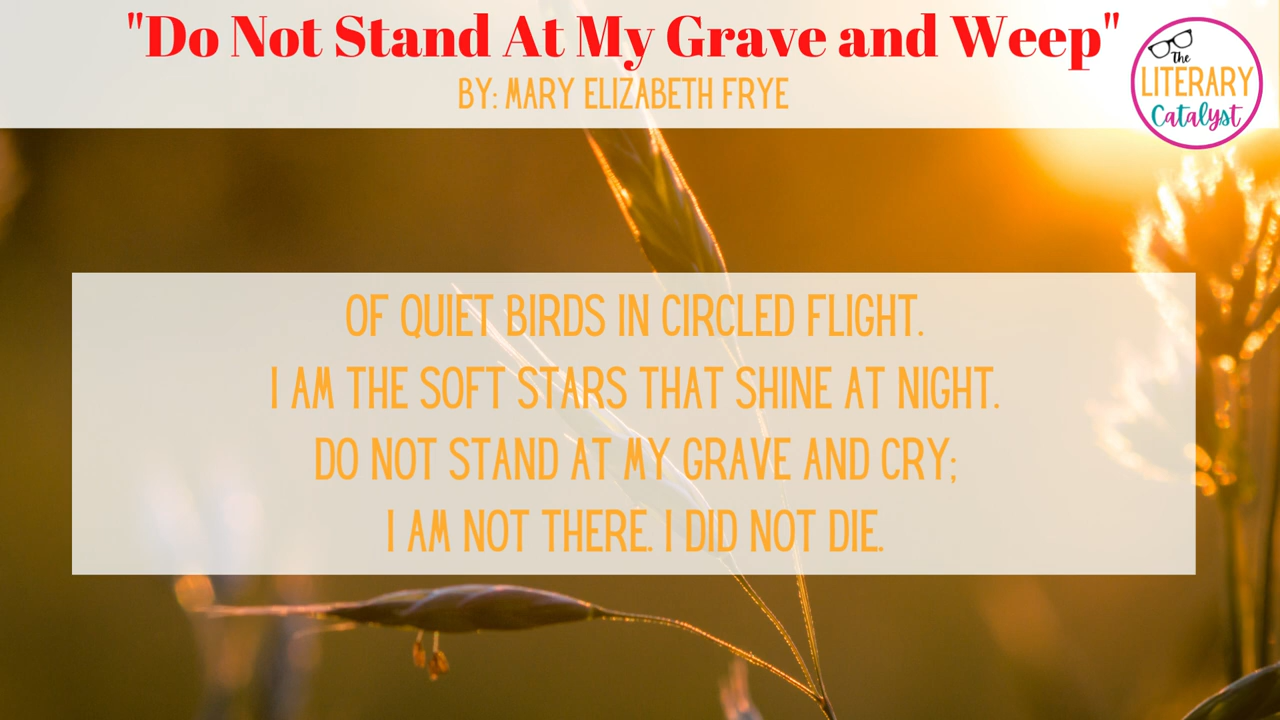 "Do Not Stand At My Grave and Weep"
BY: MARY ELIZABETH FRYE
The
LITERARY
Catalyst
OF QUIET BIRDS IN CIRCLED FLIGHT.
I AM THE SOFT STARS THAT SHINE AT NIGHT.
DO NOT STAND AT MY GRAVE AND CRY;
I AM NOT THERE. I DID NOT DIE.